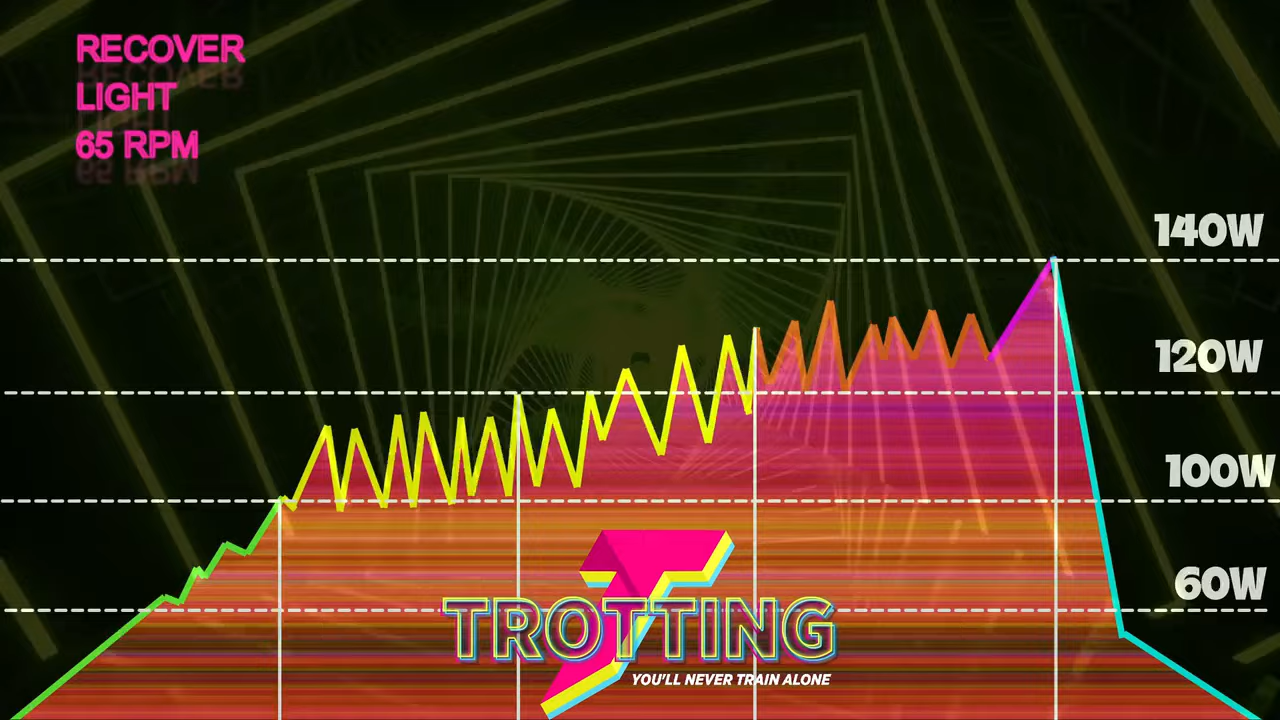 RECOVER
LIGHT
65 RPM
140W
120W
100W
60W
TROTTING
YOU'LL NEVER TRAIN ALONE